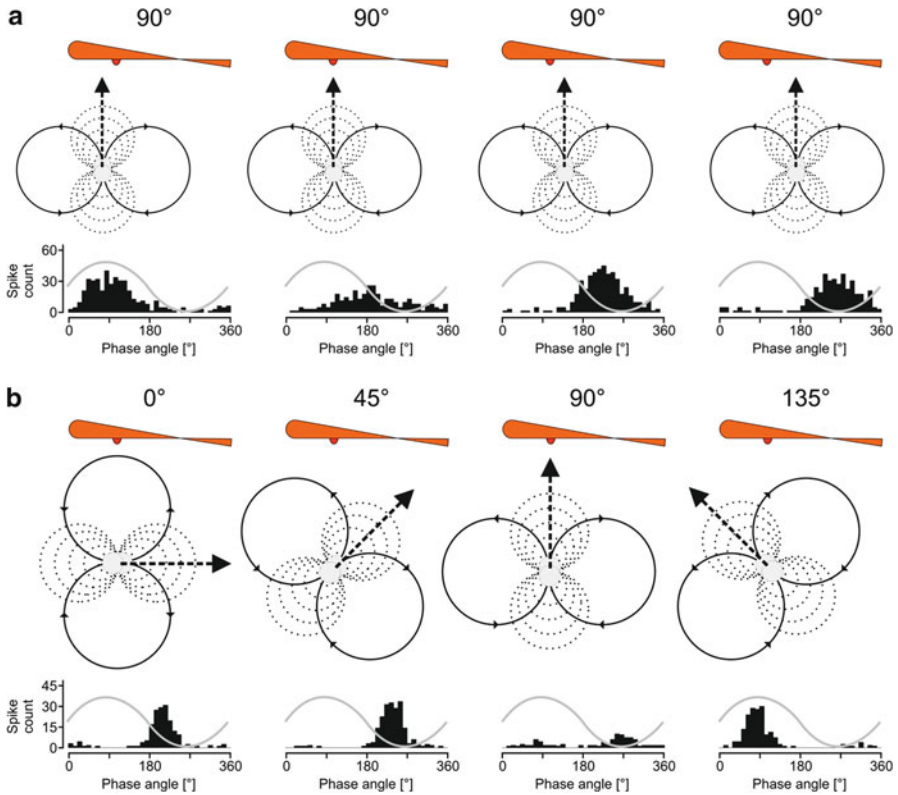 a 90° 90° 90° 90°
60
30
0
Spike
count
0 180 360 0 180 360 0 180 360 0 180 360
Phase angle [°] Phase angle [°] Phase angle [°] Phase angle [°]
b 0° 45° 90° 135°
45
30
15
0
Spike
count
0 180 360 0 180 360 0 180 360 0 180 360
Phase angle [°] Phase angle [°] Phase angle [°] Phase angle [°]